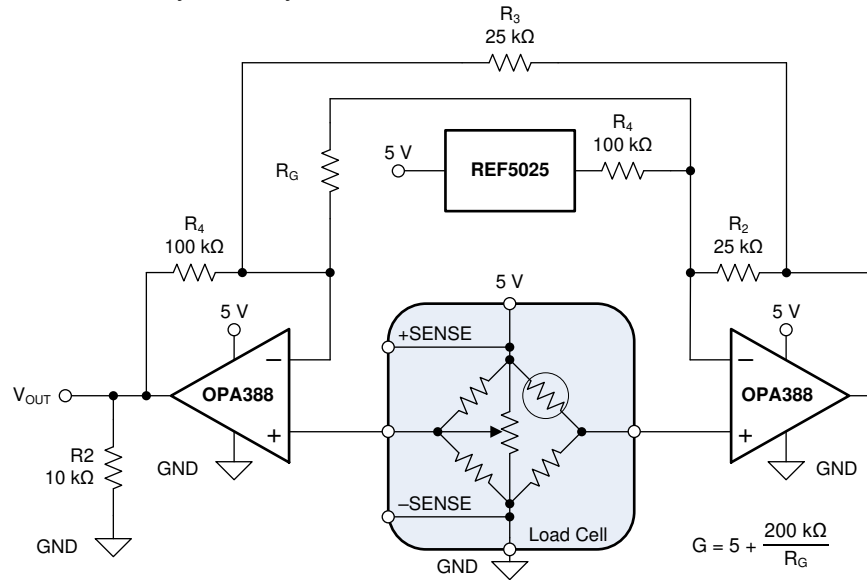 R3
25 kΩ
R4
100 kΩ
5 V
REF5025
RG
R4
100 kΩ
R2
25 kΩ
5 V
5 V
5 V
+SENSE
−
OPA388
+
VOUT
−
OPA388
+
R2
10 kΩ
GND
GND
−SENSE
Load Cell
GND
GND
G = 5 + 200 kΩ / RG